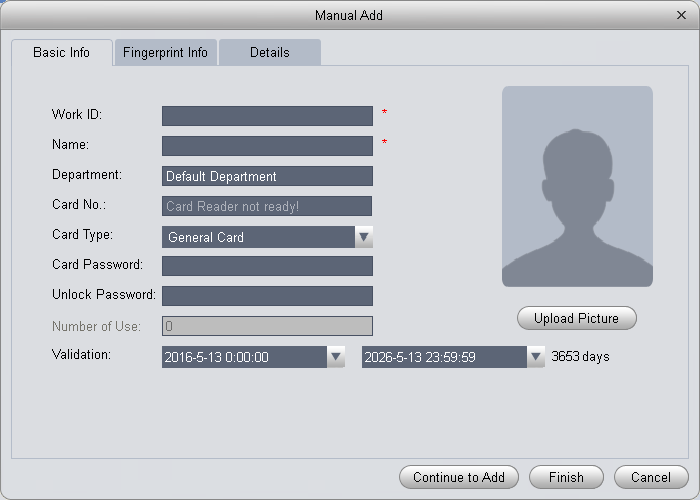 Manual Add
Basic Info Fingerprint Info Details
Work ID: *
Name: *
Department: Default Department
Card No.: Card Reader not ready!
Card Type: General Card
Card Password:
Unlock Password:
Number of Use: 0
Upload Picture
Validation: 2016-5-13 0:00:00 2026-5-13 23:59:59 3653 days
Continue to Add Finish Cancel